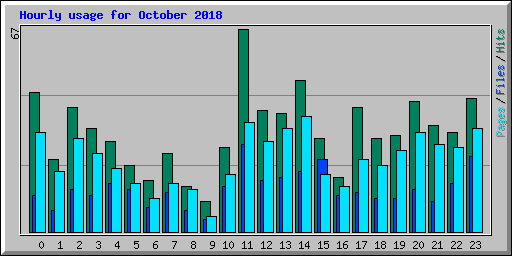 Hourly usage for October 2018
67
Pages / Files / Hits
0 1 2 3 4 5 6 7 8 9 10 11 12 13 14 15 16 17 18 19 20 21 22 23